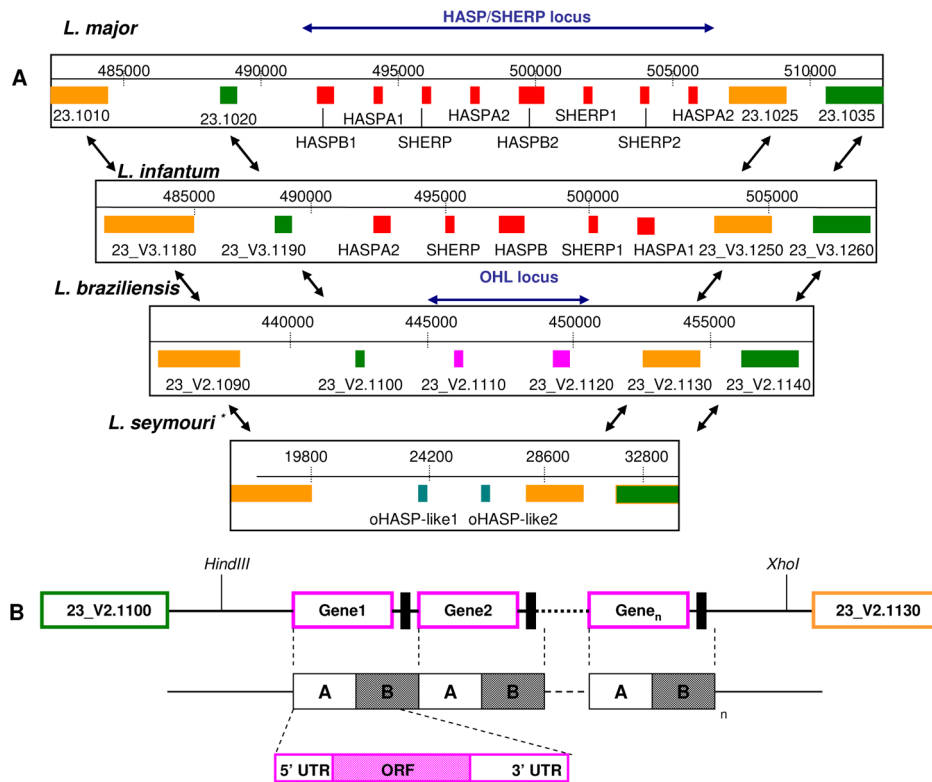 L. major
HASP/SHERP locus
A
485000 490000 495000 500000 505000 510000
23.1010 23.1020 HASPA1 HASPA2 SHERP1 HASPA2 23.1025 23.1035
HASPB1 SHERP HASPB2 SHERP2
L. infantum
485000 490000 495000 500000 505000
23_V3.1180 23_V3.1190 HASPA2 SHERP HASPB SHERP1 HASPA1 23_V3.1250 23_V3.1260
L. braziliensis
OHL locus
440000 445000 450000 455000
23_V2.1090 23_V2.1100 23_V2.1110 23_V2.1120 23_V2.1130 23_V2.1140
L. seymouri *
19800 24200 28600 32800
oHASP-like1 oHASP-like2
HindIII XhoI
B
23_V2.1100 Gene1 Gene2 Genen 23_V2.1130
A B A B A B
n
5' UTR ORF 3' UTR